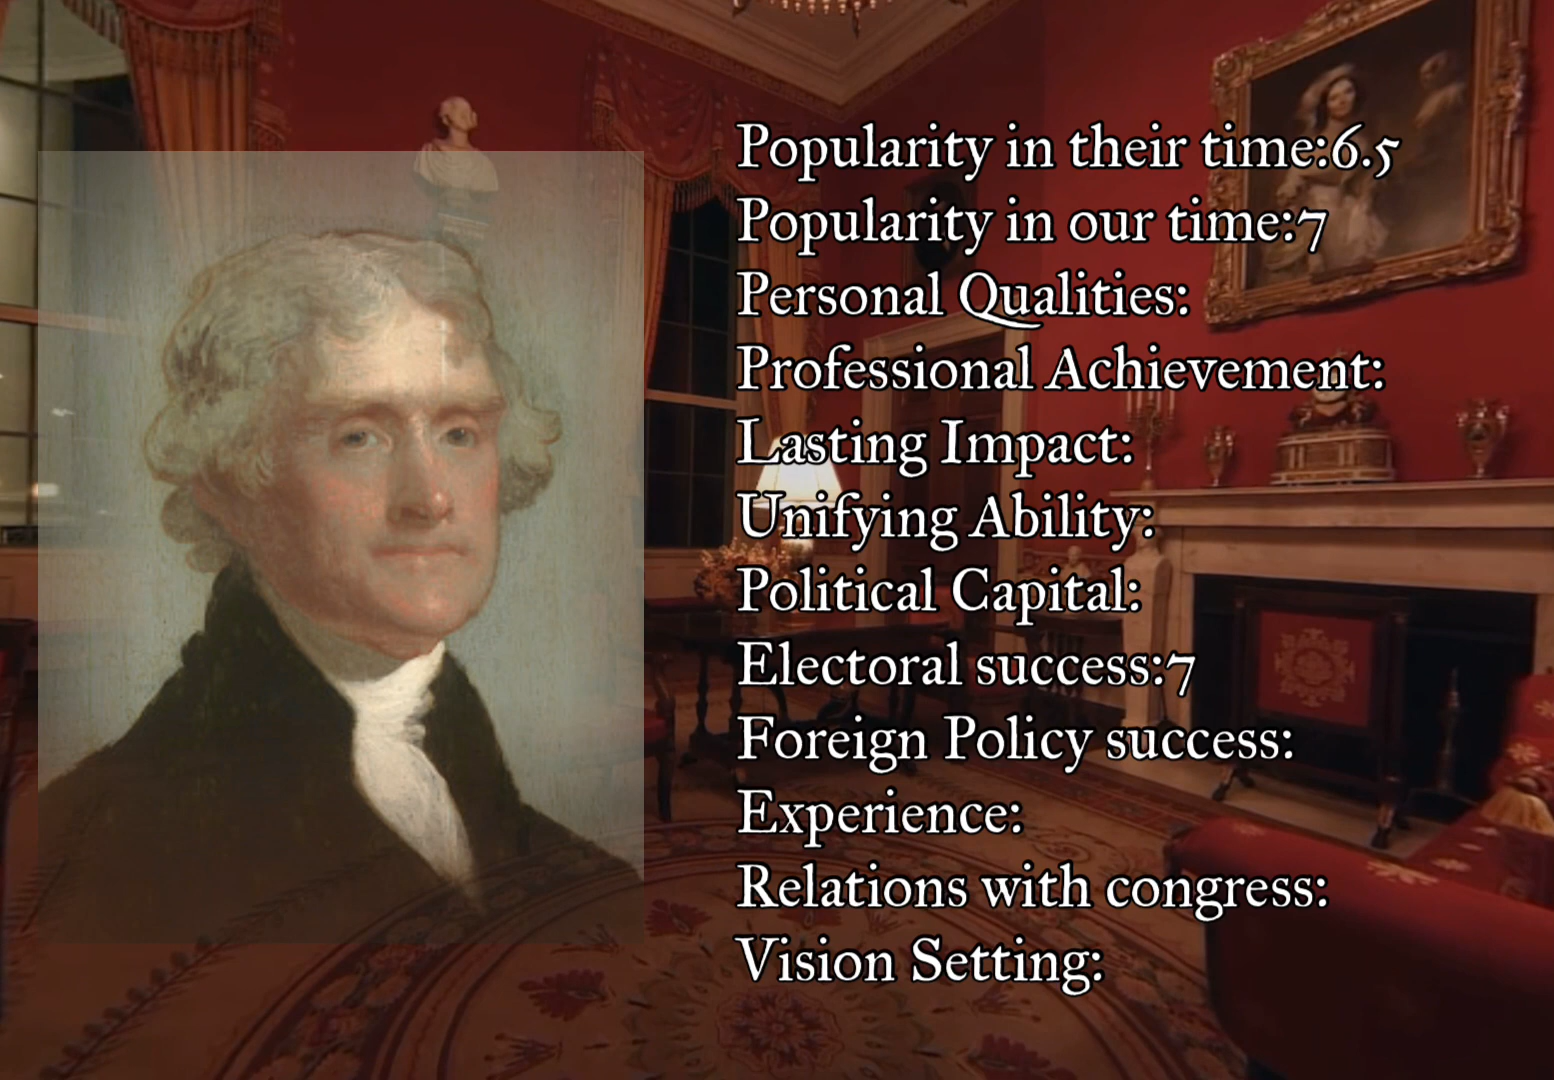 Popularity in their time:6.5
Popularity in our time:7
Personal Qualities:
Professional Achievement:
Lasting Impact:
Unifying Ability:
Political Capital:
Electoral success:7
Foreign Policy success:
Experience:
Relations with congress:
Vision Setting: